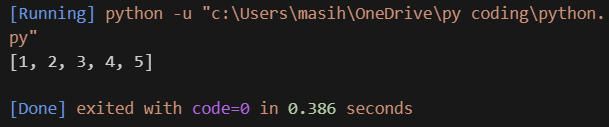 [Running] python -u "c:\Users\masih\OneDrive\py coding\python.
py"
[1, 2, 3, 4, 5]
[Done] exited with code=0 in 0.386 seconds